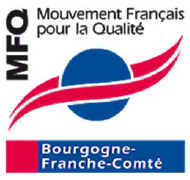 MFQ
Mouvement Français
pour la Qualité
Bourgogne-
Franche-Comté